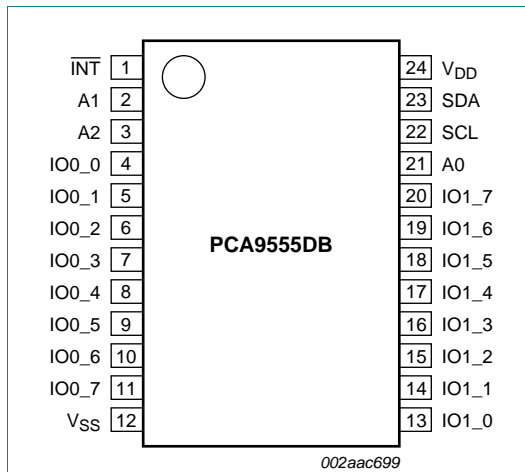 INT 1 24 VDD
A1 2 23 SDA
A2 3 22 SCL
IO0_0 4 21 A0
IO0_1 5 20 IO1_7
IO0_2 6 19 IO1_6
IO0_3 7 18 IO1_5
PCA9555DB
IO0_4 8 17 IO1_4
IO0_5 9 16 IO1_3
IO0_6 10 15 IO1_2
IO0_7 11 14 IO1_1
VSS 12 13 IO1_0
002aac699